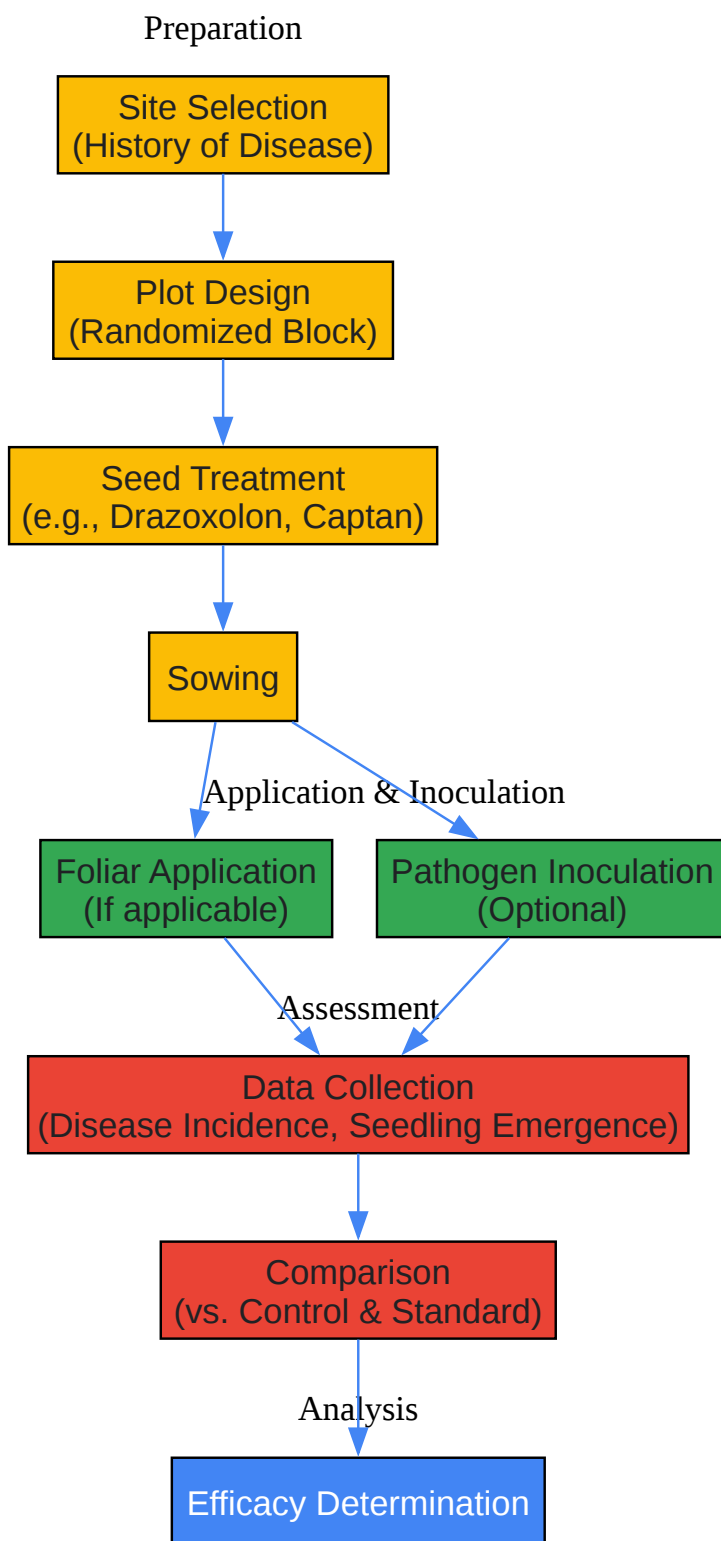 Preparation
Site Selection
(History of Disease)
Plot Design
(Randomized Block)
Seed Treatment
(e.g., Drazoxolon, Captan)
Sowing
Application & Inoculation
Foliar Application
(If applicable)
Pathogen Inoculation
(Optional)
Assessment
Data Collection
(Disease Incidence, Seedling Emergence)
Comparison
(vs. Control & Standard)
Analysis
Efficacy Determination